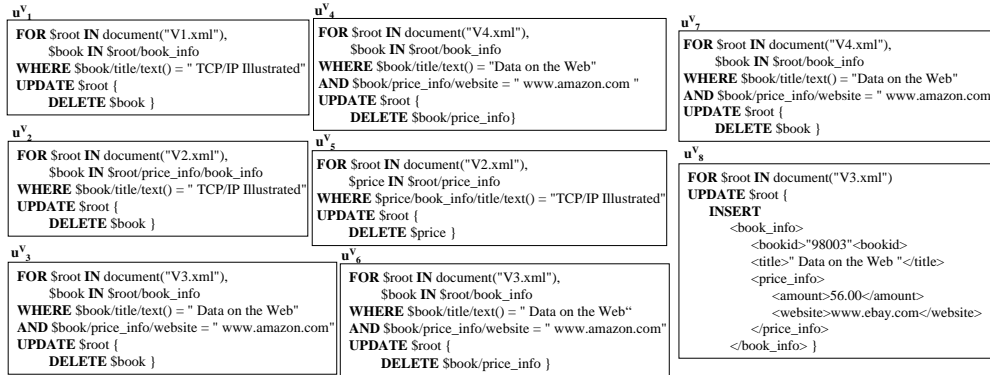 u^V_1
FOR $root IN document("V1.xml"),
$book IN $root/book_info
WHERE $book/title/text() = " TCP/IP Illustrated"
UPDATE $root {
DELETE $book }
u^V_2
FOR $root IN document("V2.xml"),
$book IN $root/price_info/book_info
WHERE $book/title/text() = " TCP/IP Illustrated"
UPDATE $root {
DELETE $book }
u^V_3
FOR $root IN document("V3.xml"),
$book IN $root/book_info
WHERE $book/title/text() = " Data on the Web"
AND $book/price_info/website = " www.amazon.com"
UPDATE $root {
DELETE $book }
u^V_4
FOR $root IN document("V4.xml"),
$book IN $root/book_info
WHERE $book/title/text() = "Data on the Web"
AND $book/price_info/website = " www.amazon.com "
UPDATE $root {
DELETE $book/price_info}
u^V_5
FOR $root IN document("V2.xml"),
$price IN $root/price_info
WHERE $price/book_info/title/text() = "TCP/IP Illustrated"
UPDATE $root {
DELETE $price }
u^V_6
FOR $root IN document("V3.xml"),
$book IN $root/book_info
WHERE $book/title/text() = " Data on the Web“
AND $book/price_info/website = " www.amazon.com"
UPDATE $root {
DELETE $book/price_info }
u^V_7
FOR $root IN document("V4.xml"),
$book IN $root/book_info
WHERE $book/title/text() = "Data on the Web"
AND $book/price_info/website = " www.amazon.com
UPDATE $root {
DELETE $book }
u^V_8
FOR $root IN document("V3.xml")
UPDATE $root {
INSERT
<book_info>
<bookid>"98003"<bookid>
<title>" Data on the Web "</title>
<price_info>
<amount>56.00</amount>
<website>www.ebay.com</website>
</price_info>
</book_info> }